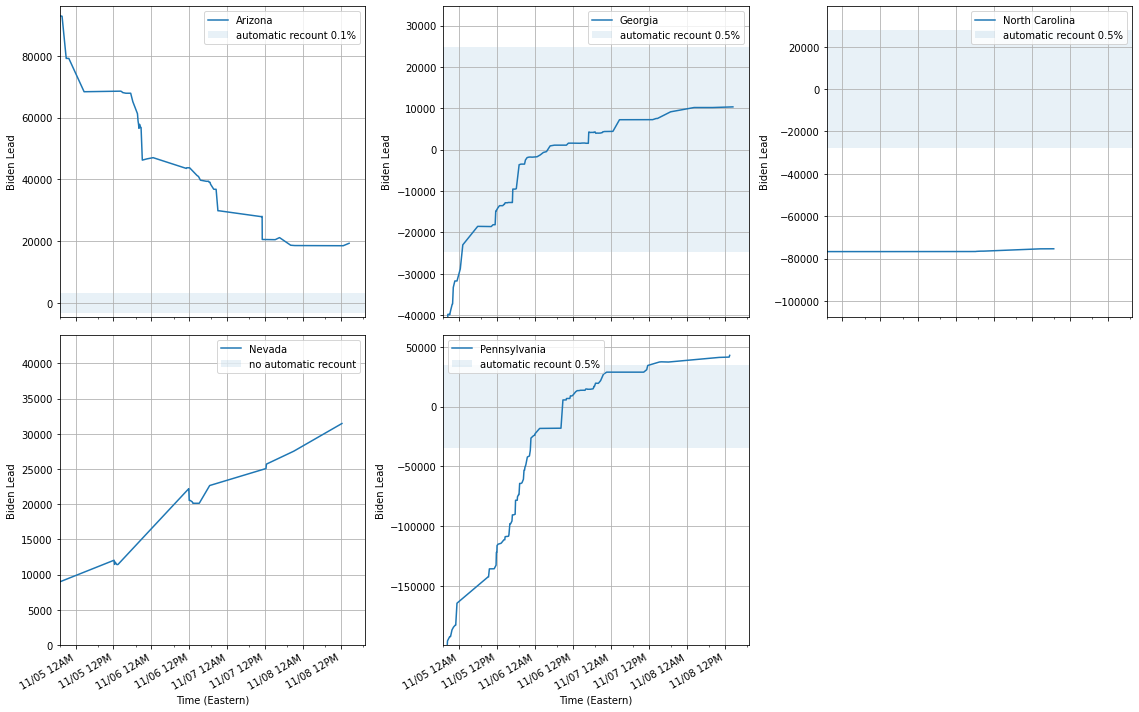 Arizona
automatic recount 0.1%
80000
60000
40000
20000
0
Biden Lead
Georgia
automatic recount 0.5%
30000
20000
10000
0
−10000
−20000
−30000
−40000
Biden Lead
North Carolina
automatic recount 0.5%
20000
0
−20000
−40000
−60000
−80000
−100000
Biden Lead
Nevada
no automatic recount
40000
35000
30000
25000
20000
15000
10000
5000
0
Biden Lead
11/05 12AM
11/05 12PM
11/06 12AM
11/06 12PM
11/07 12AM
11/07 12PM
11/08 12AM
11/08 12PM
Time (Eastern)
Pennsylvania
automatic recount 0.5%
50000
0
−50000
−100000
−150000
Biden Lead
11/05 12AM
11/05 12PM
11/06 12AM
11/06 12PM
11/07 12AM
11/07 12PM
11/08 12AM
11/08 12PM
Time (Eastern)